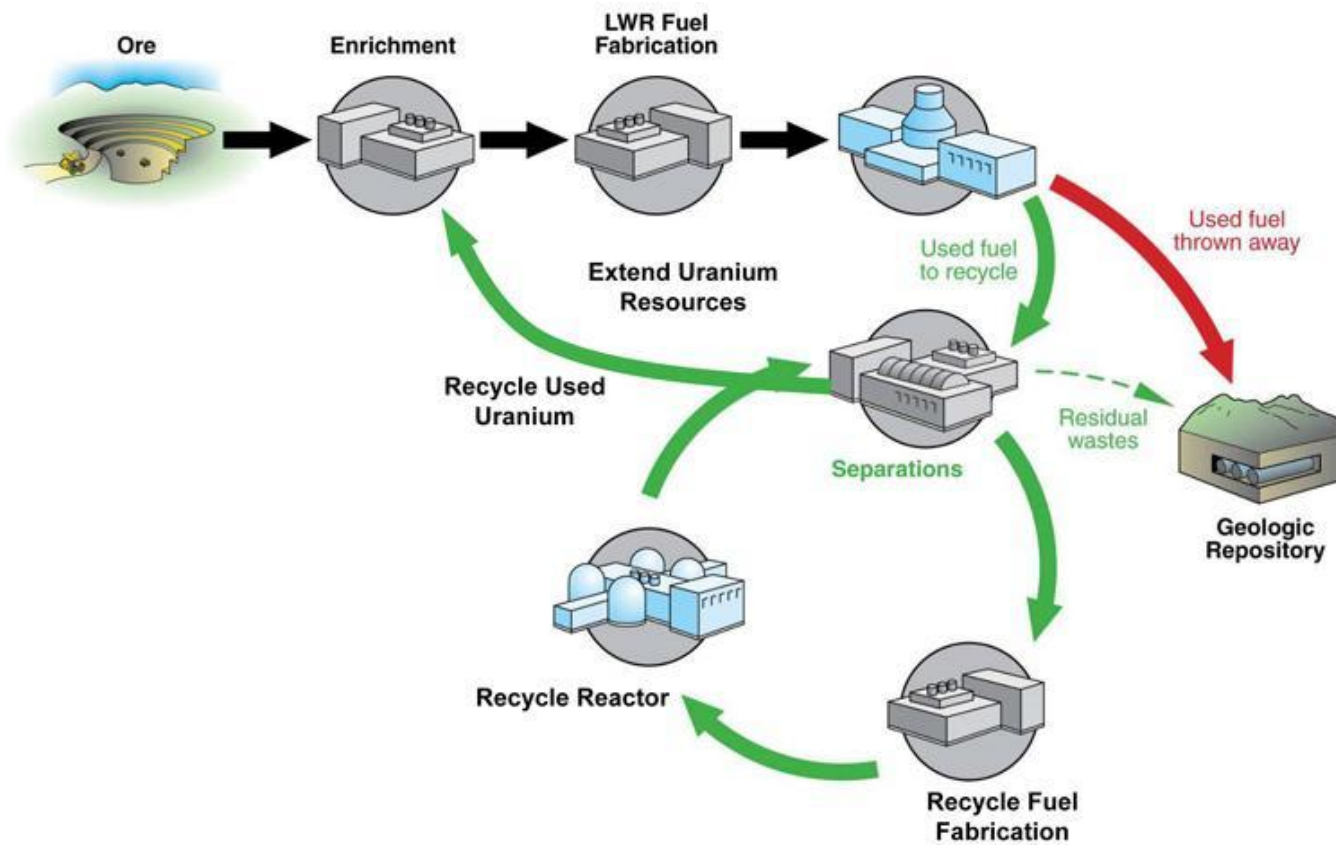 Ore
Enrichment
LWR Fuel
Fabrication
Used fuel
to recycle
Used fuel
thrown away
Extend Uranium
Resources
Recycle Used
Uranium
Separations
Residual
wastes
Geologic
Repository
Recycle Reactor
Recycle Fuel
Fabrication